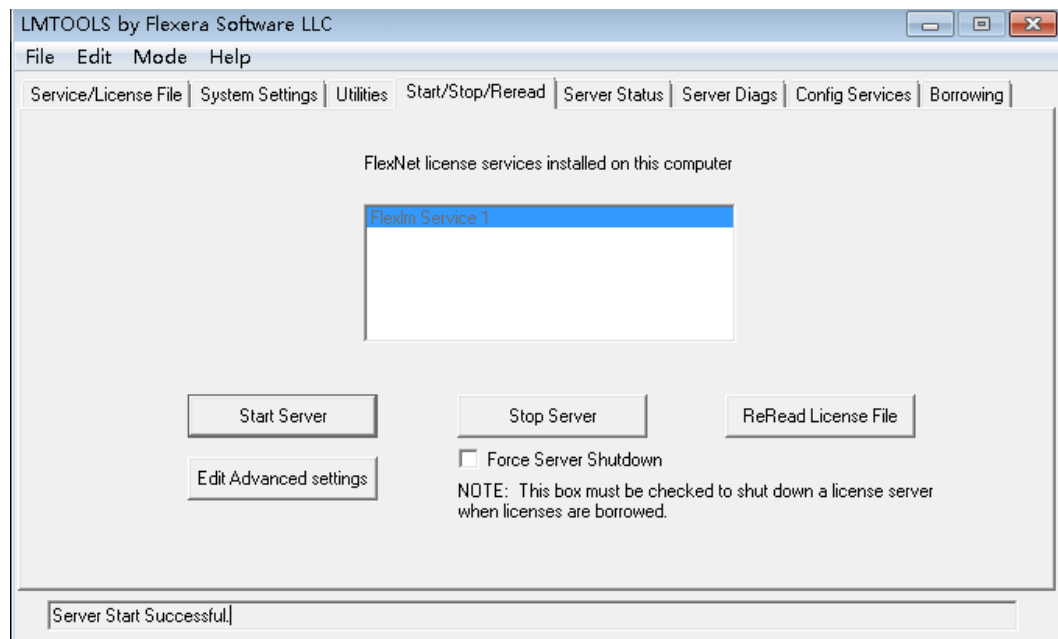 LMTOOLS by Flexera Software LLC
File Edit Mode Help
Service/License File System Settings Utilities Start/Stop/Reread Server Status Server Diags Config Services Borrowing
FlexNet license services installed on this computer
Flexlm Service 1
Start Server Stop Server ReRead License File
Edit Advanced settings
Force Server Shutdown
NOTE: This box must be checked to shut down a license server
when licenses are borrowed.
Server Start Successful.